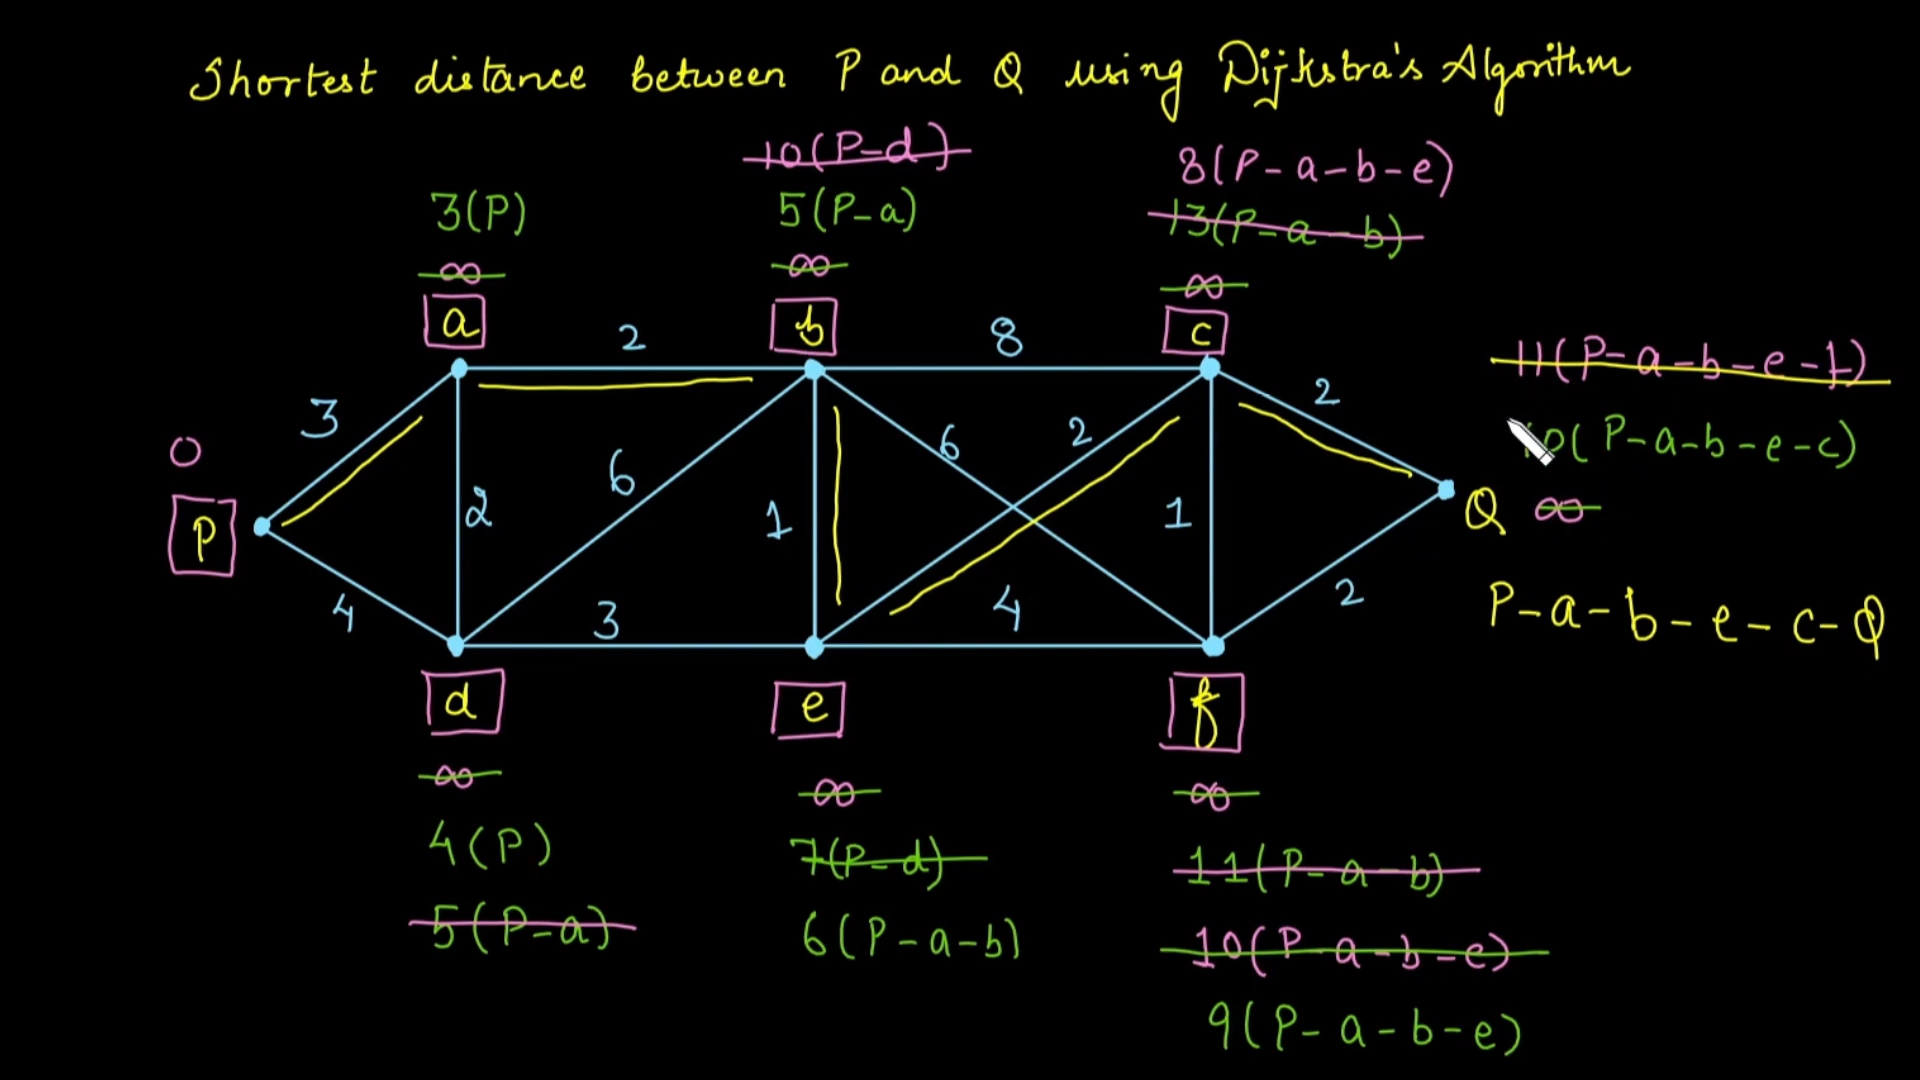 Shortest distance between P and Q using Dijkstra's Algorithm
10(P-d)
8(P-a-b-e)
3(P)
5(P-a)
13(P-a-b)
∞
∞
∞
a
b
c
2
8
11(P-a-b-e-f)
3
2
0
6
6
2
10(P-a-b-e-c)
P
2
1
1
Q
∞
4
3
4
2
P-a-b-e-c-Q
d
e
f
∞
∞
∞
4(P)
7(P-d)
11(P-a-b)
5(P-a)
6(P-a-b)
10(P-a-b-e)
9(P-a-b-e)